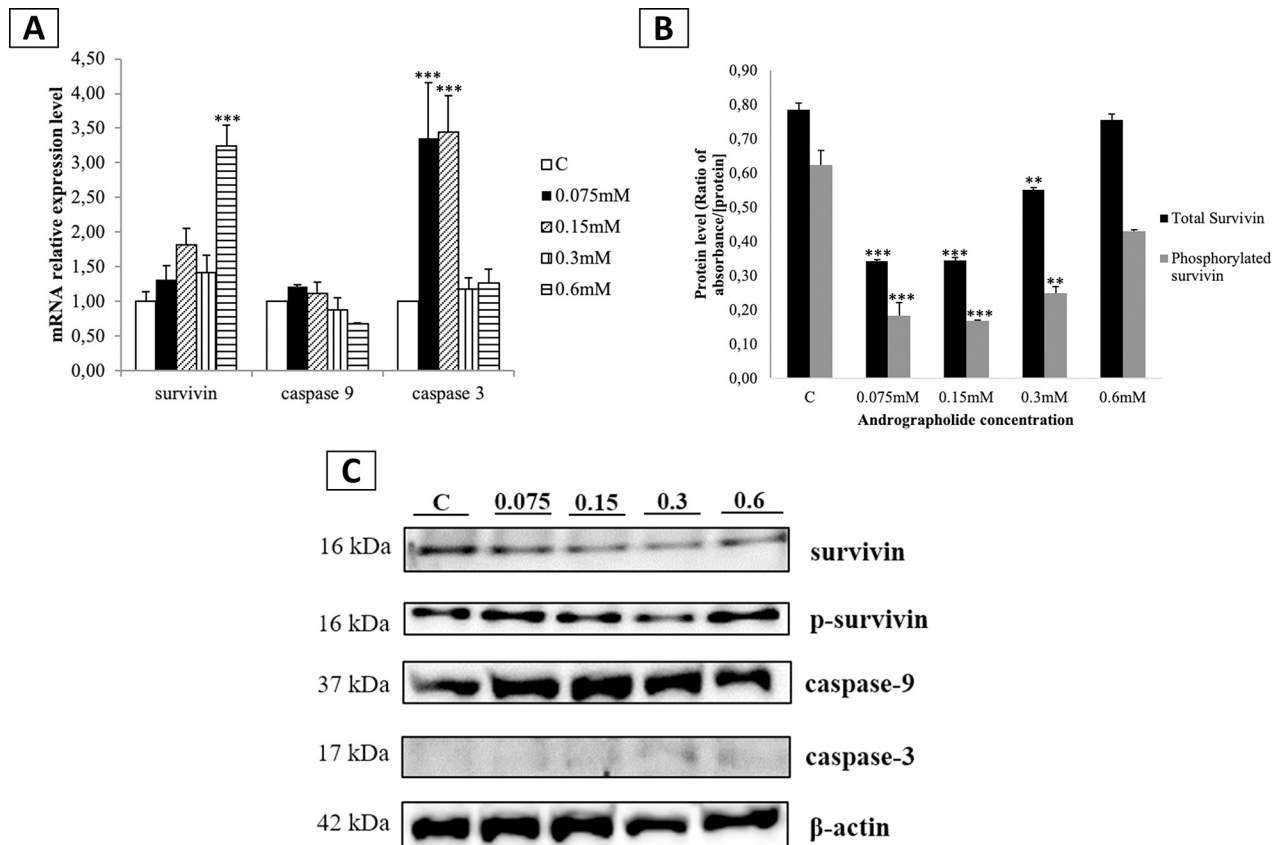 A
mRNA relative expression level
4,50
4,00
3,50
3,00
2,50
2,00
1,50
1,00
0,50
0,00
***
***
***
survivin
caspase 9
caspase 3
C
0.075mM
0.15mM
0.3mM
0.6mM
B
Protein level (Ratio of
absorbance/[protein]
0,90
0,80
0,70
0,60
0,50
0,40
0,30
0,20
0,10
0,00
***
***
***
***
**
**
C
0.075mM
0.15mM
0.3mM
0.6mM
Andrographolide concentration
Total Survivin
Phosphorylated
survivin
C
C 0.075 0.15 0.3 0.6
16 kDa survivin
16 kDa p-survivin
37 kDa caspase-9
17 kDa caspase-3
42 kDa β-actin